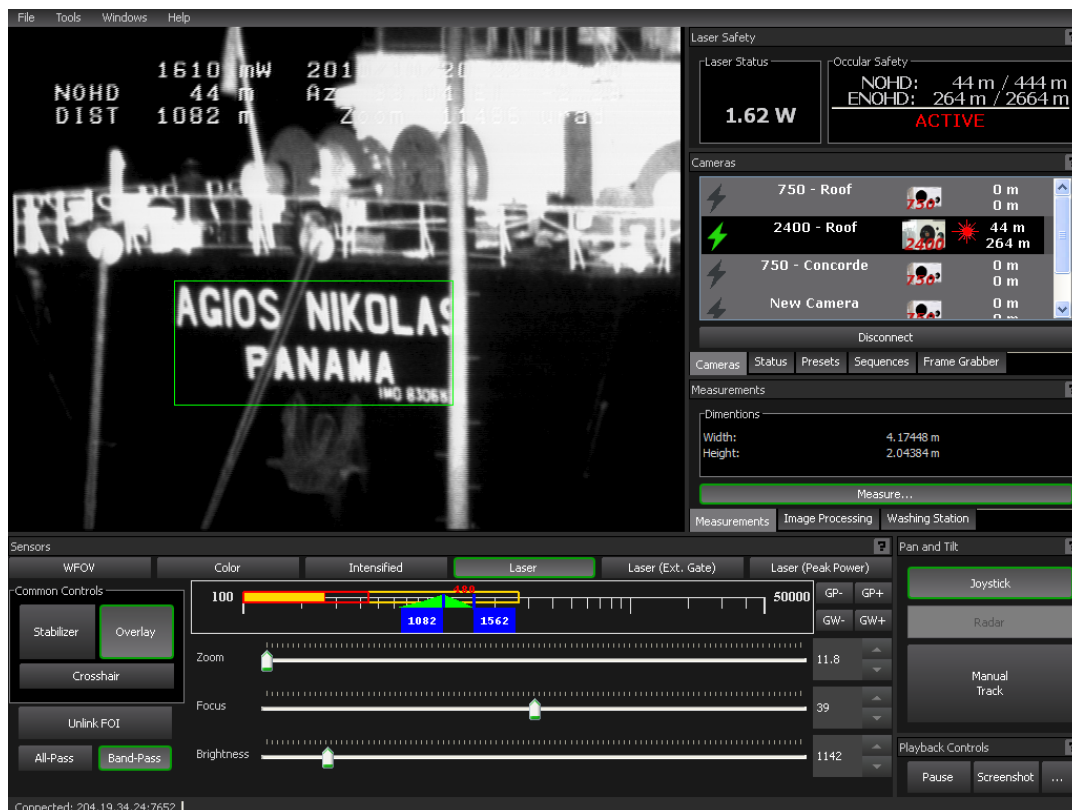 File Tools Windows Help
1610 mW
NOHD 44 m
DIST 1082 m
AGIOS NIKOLAS
PANAMA
Laser Safety
Laser Status
1.62 W
Occular Safety
NOHD: 44 m / 444 m
ENOHD: 264 m / 2664 m
ACTIVE
Cameras
750 - Roof 750 0 m
0 m
2400 - Roof 2400 44 m
264 m
750 - Concorde 750 0 m
0 m
New Camera 0 m
Disconnect
Cameras Status Presets Sequences Frame Grabber
Measurements
Dimentions
Width: 4.17448 m
Height: 2.04384 m
Measure...
Measurements Image Processing Washing Station
Sensors
WFOV Color Intensified Laser Laser (Ext. Gate) Laser (Peak Power)
Common Controls
Stabilizer Overlay
Crosshair
Unlink FOI
All-Pass Band-Pass
100 480 50000
1082 1562
GP- GP+
GW- GW+
Zoom 11.8
Focus 39
Brightness 1142
Pan and Tilt
Joystick
Radar
Manual
Track
Playback Controls
Pause Screenshot ...
Connected: 204.19.34.24:7652